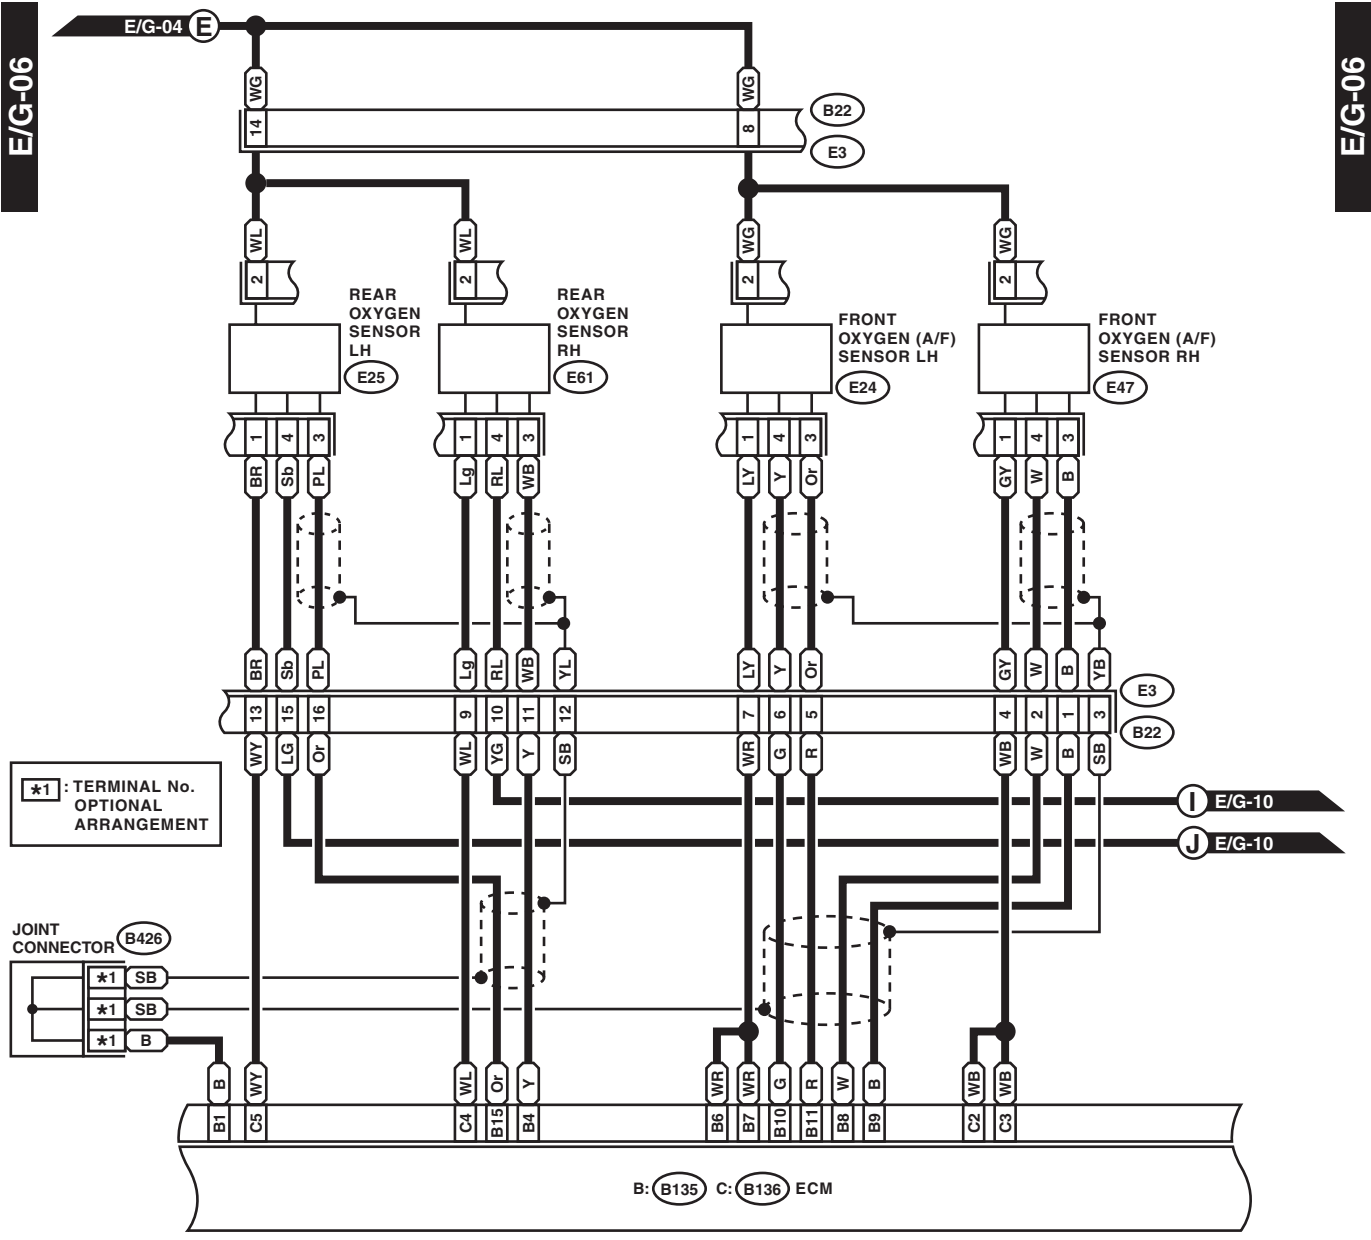 E/G-06
E/G-06
E/G-04 E
WG WG
14 8
B22
E3
WL WL WG WG
2 2 2 2
REAR
OXYGEN
SENSOR
LH
E25
REAR
OXYGEN
SENSOR
RH
E61
FRONT
OXYGEN (A/F)
SENSOR LH
E24
FRONT
OXYGEN (A/F)
SENSOR RH
E47
1 4 3 1 4 3 1 4 3 1 4 3
BR Sb PL Lg RL WB LY Y Or GY W B
BR Sb PL Lg RL WB YL LY Y Or GY W B YB
E3
13 15 16 9 10 11 12 7 6 5 4 2 1 3
B22
WY LG Or WL YG Y SB WR G R WB W B SB
*1 : TERMINAL No.
OPTIONAL
ARRANGEMENT
I E/G-10
J E/G-10
JOINT
CONNECTOR B426
*1 SB
*1 SB
*1 B
B WY WL Or Y WR WR G R W B WB WB
B1 C5 C4 B15 B4 B6 B7 B10 B11 B8 B9 C2 C3
B: B135 C: B136 ECM